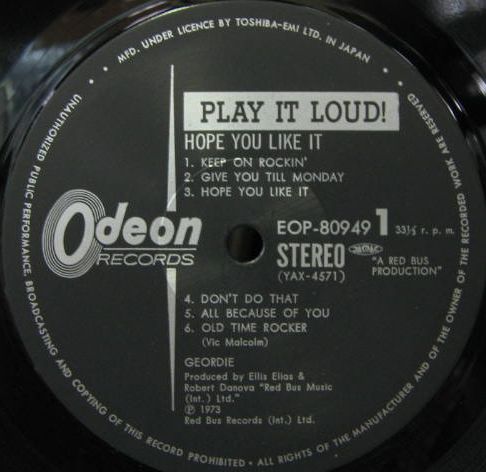 MFD. UNDER LICENCE BY TOSHIBA-EMI LTD. IN JAPAN
PLAY IT LOUD!
HOPE YOU LIKE IT
1. KEEP ON ROCKIN'
2. GIVE YOU TILL MONDAY
3. HOPE YOU LIKE IT
Odeon
RECORDS
EOP-80949 1 33⅓ r. p. m.
STEREO
(YAX-4571)
"A RED BUS
PRODUCTION"
4. DON'T DO THAT
5. ALL BECAUSE OF YOU
6. OLD TIME ROCKER
(Vic Malcolm)
GEORDIE
Produced by Ellis Elias &
Robert Danova "Red Bus Music
(Int.) Ltd."
Ⓟ 1973
Red Bus Records (Int.) Ltd.
UNAUTHORIZED PUBLIC PERFORMANCE, BROADCASTING AND COPYING OF THIS RECORD PROHIBITED • ALL RIGHTS OF THE MANUFACTURER AND OF THE OWNER OF THE RECORDED WORK ARE RESERVED